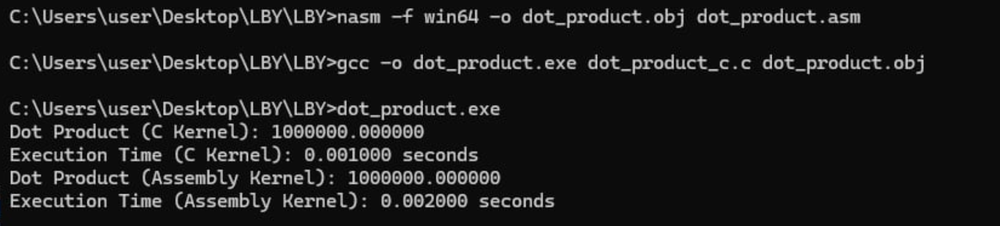 C:\Users\user\Desktop\LBY\LBY>nasm -f win64 -o dot_product.obj dot_product.asm
C:\Users\user\Desktop\LBY\LBY>gcc -o dot_product.exe dot_product_c.c dot_product.obj
C:\Users\user\Desktop\LBY\LBY>dot_product.exe
Dot Product (C Kernel): 1000000.000000
Execution Time (C Kernel): 0.001000 seconds
Dot Product (Assembly Kernel): 1000000.000000
Execution Time (Assembly Kernel): 0.002000 seconds